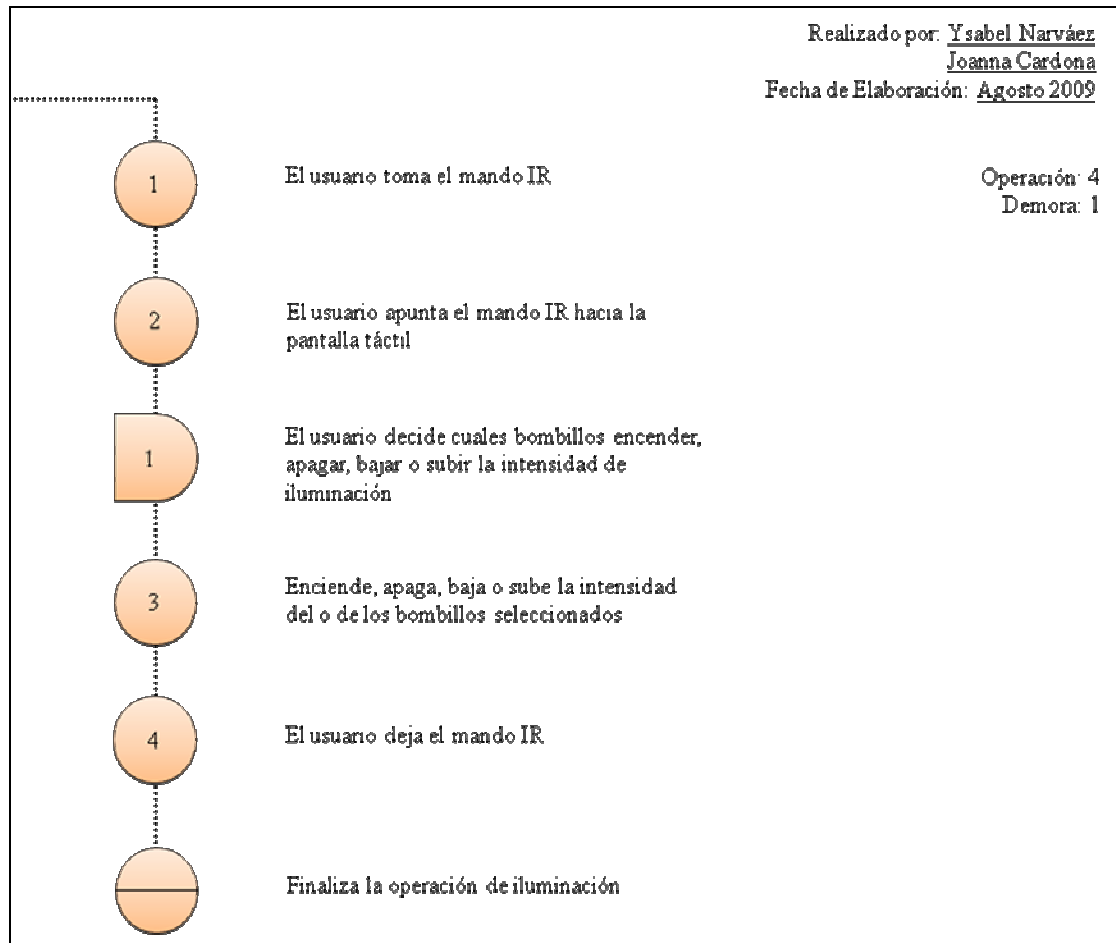 Realizado por: Ysabel Narváez
Joanna Cardona
Fecha de Elaboración: Agosto 2009
1
El usuario toma el mando IR
Operación: 4
Demora: 1
2
El usuario apunta el mando IR hacia la
pantalla táctil
1
El usuario decide cuales bombillos encender,
apagar, bajar o subir la intensidad de
iluminación
3
Enciende, apaga, baja o sube la intensidad
del o de los bombillos seleccionados
4
El usuario deja el mando IR
Finaliza la operación de iluminación